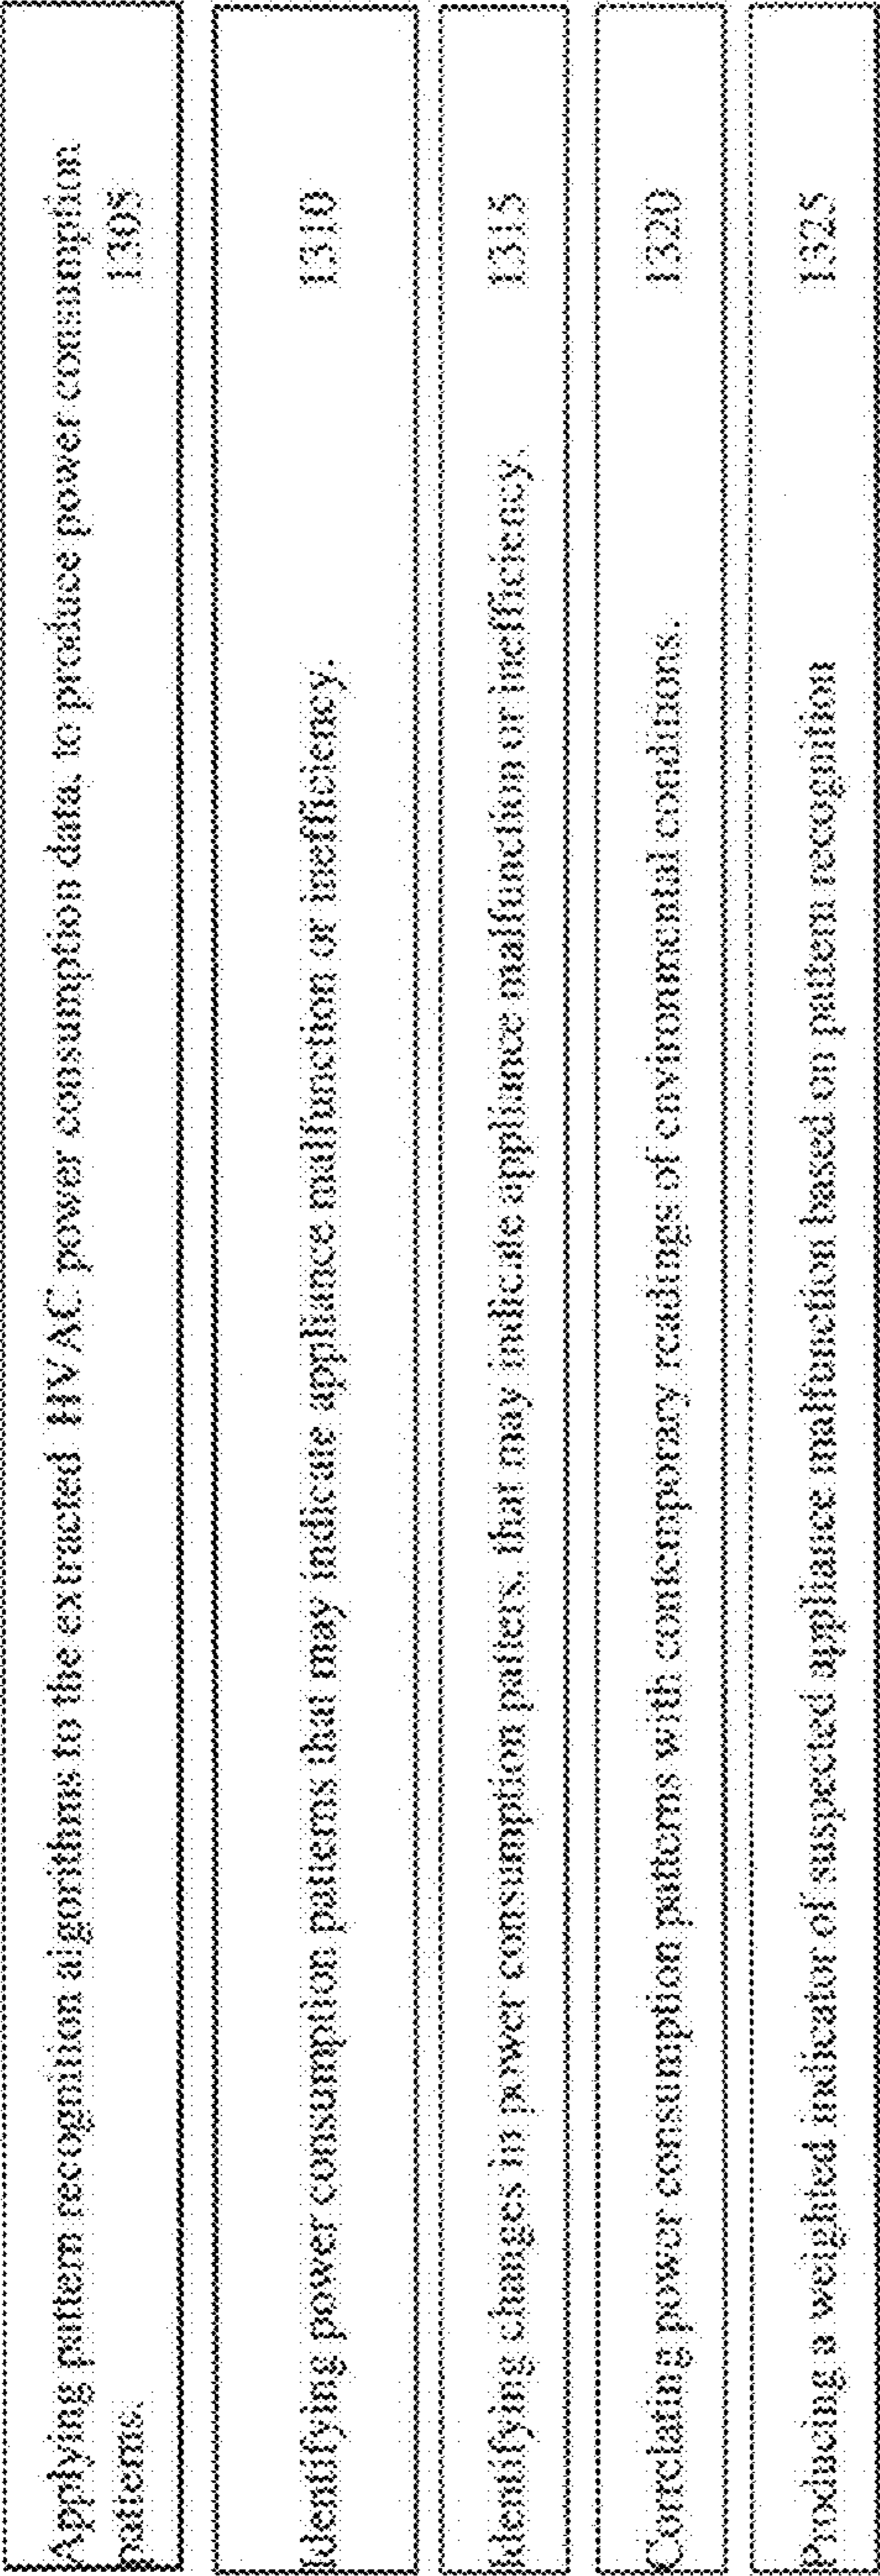 Applying pattern recognition algorithms to the extracted HVAC power consumption data, to produce power consumption
patterns. 1305
Identifying power consumption patterns that may indicate appliance malfunction or inefficiency. 1310
Identifying changes in power consumption pattern, that may indicate appliance malfunction or inefficiency. 1315
Correlating power consumption patterns with contemporary readings of environmental conditions. 1320
Producing a weighted indicator of suspected appliance malfunction based on pattern recognition 1325